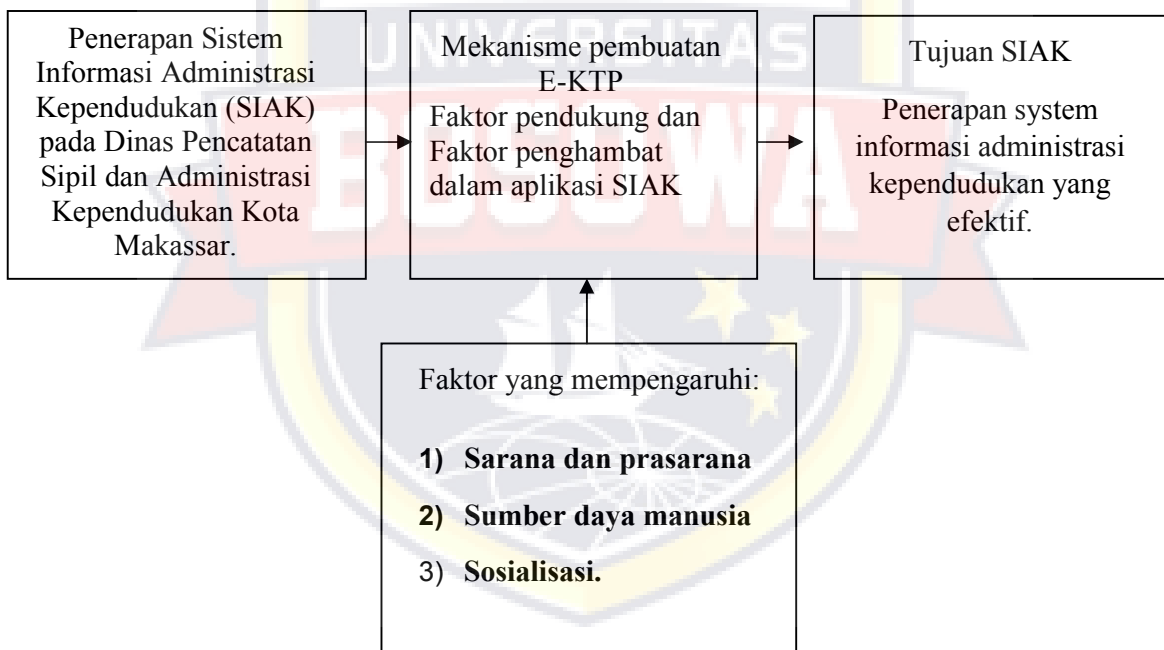 UNIVERSITAS
BOSOWA
Penerapan Sistem
Informasi Administrasi
Kependudukan (SIAK)
pada Dinas Pencatatan
Sipil dan Administrasi
Kependudukan Kota
Makassar.
Mekanisme pembuatan
E-KTP
Faktor pendukung dan
Faktor penghambat
dalam aplikasi SIAK
Tujuan SIAK
Penerapan system
informasi administrasi
kependudukan yang
efektif.
Faktor yang mempengaruhi:
1) Sarana dan prasarana
2) Sumber daya manusia
3) Sosialisasi.